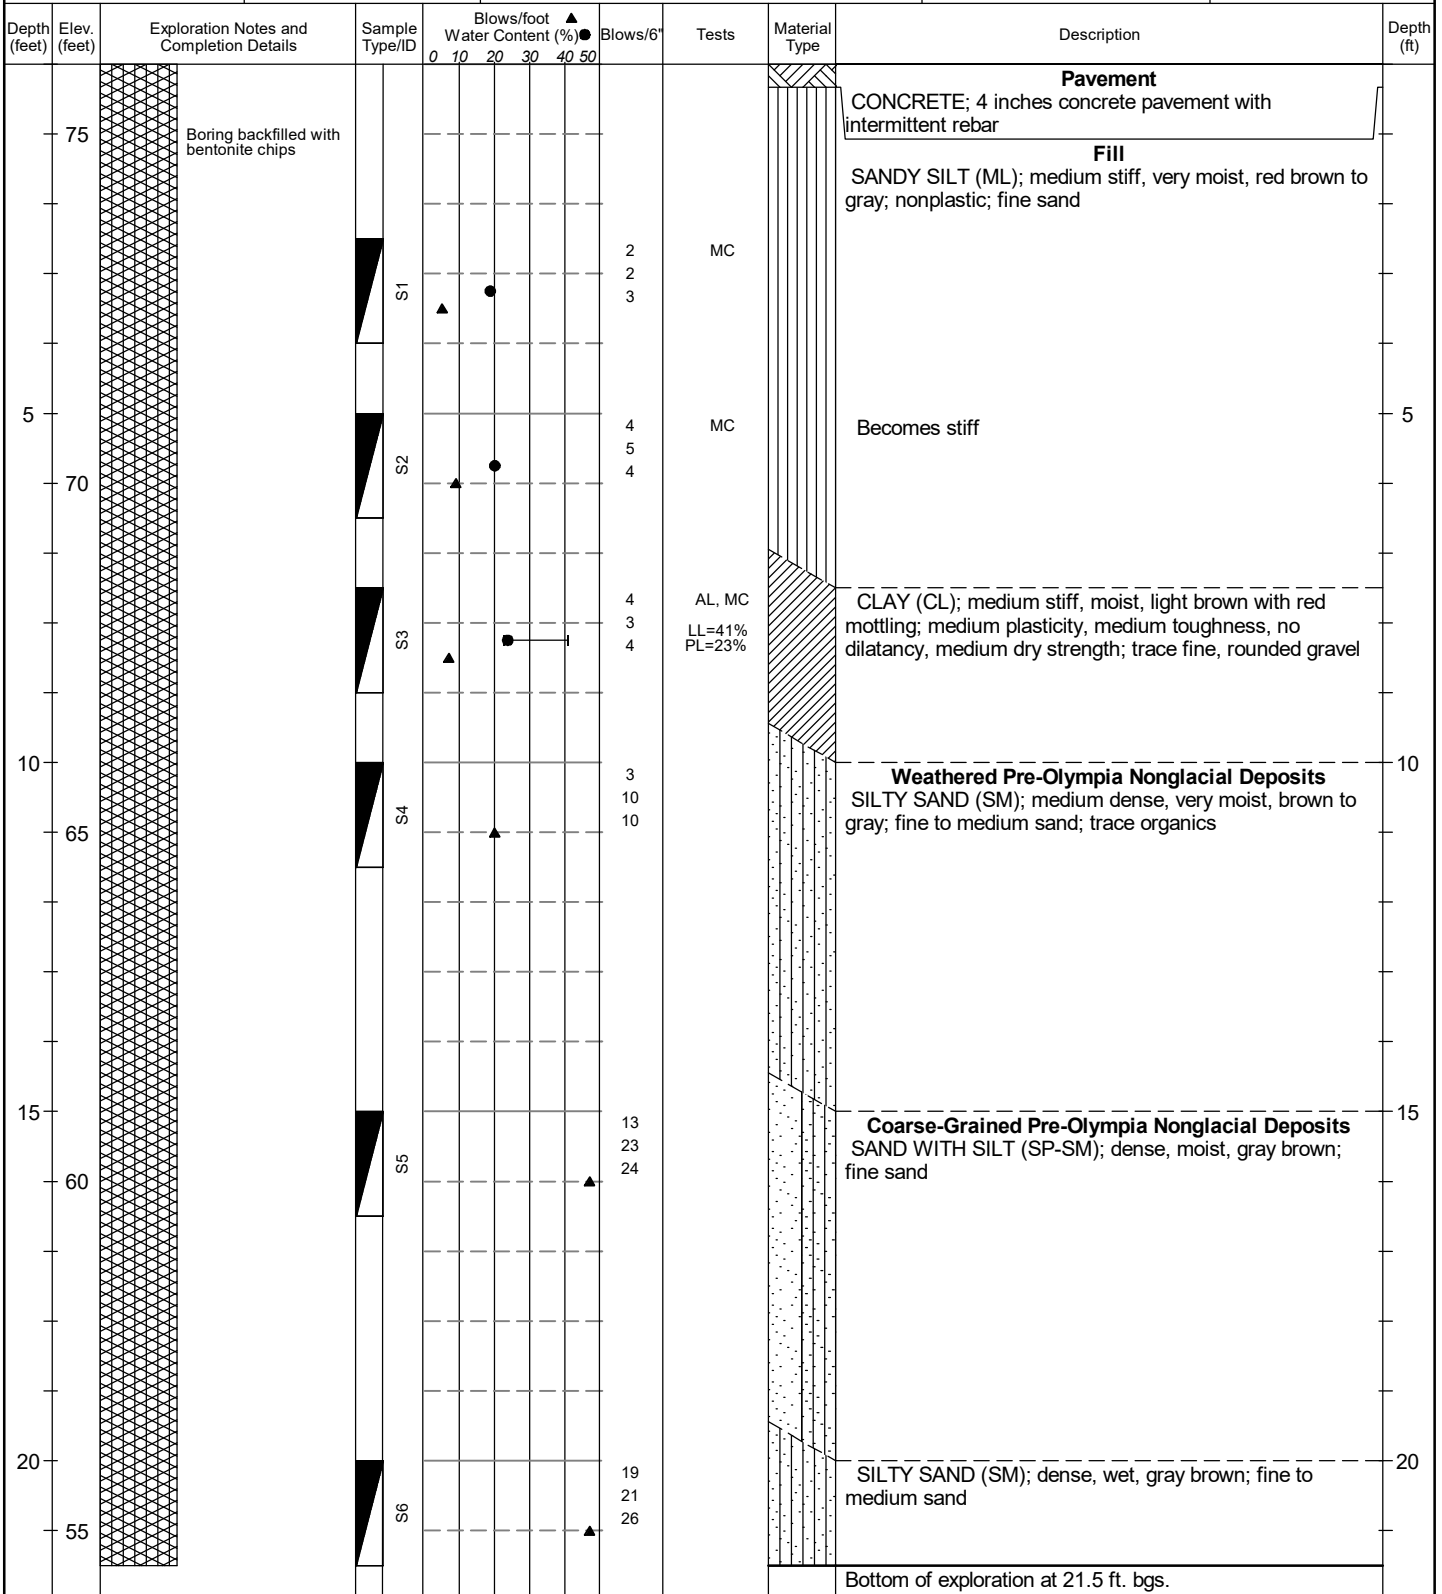 Depth (feet)
Elev. (feet)
Exploration Notes and Completion Details
Sample Type/ID
Blows/foot ▲
Water Content (%)●
0 10 20 30 40 50
Blows/6"
Tests
Material Type
Description
Depth (ft)
Pavement
CONCRETE; 4 inches concrete pavement with
intermittent rebar
75
Boring backfilled with
bentonite chips
Fill
SANDY SILT (ML); medium stiff, very moist, red brown to
gray; nonplastic; fine sand
S1
2
2
3
MC
5
S2
4
5
4
MC
Becomes stiff
5
70
S3
4
3
4
AL, MC
LL=41%
PL=23%
CLAY (CL); medium stiff, moist, light brown with red
mottling; medium plasticity, medium toughness, no
dilatancy, medium dry strength; trace fine, rounded gravel
10
S4
3
10
10
10
Weathered Pre-Olympia Nonglacial Deposits
SILTY SAND (SM); medium dense, very moist, brown to
gray; fine to medium sand; trace organics
65
15
S5
13
23
24
15
Coarse-Grained Pre-Olympia Nonglacial Deposits
SAND WITH SILT (SP-SM); dense, moist, gray brown;
fine sand
60
20
S6
19
21
26
20
SILTY SAND (SM); dense, wet, gray brown; fine to
medium sand
55
Bottom of exploration at 21.5 ft. bgs.